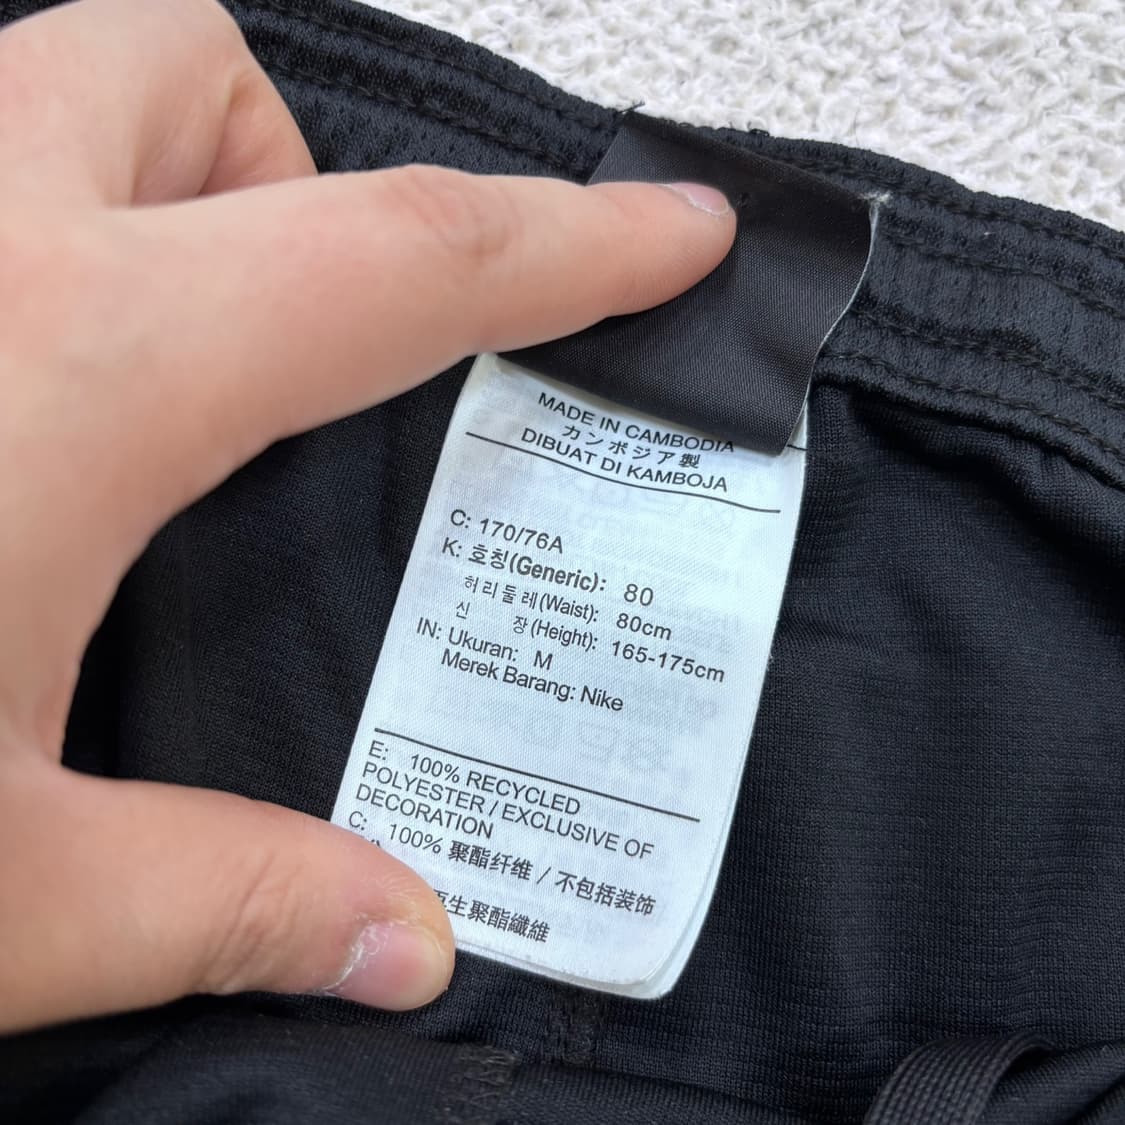 MADE IN CAMBODIA
カンボジア製
DIBUAT DI KAMBOJA
C: 170/76A
K: 호칭(Generic): 80
허리둘레(Waist): 80cm
신 장(Height): 165-175cm
IN: Ukuran: M
Merek Barang: Nike
E: 100% RECYCLED
POLYESTER / EXCLUSIVE OF
DECORATION
C: 100% 聚酯纤维 / 不包括装饰
生聚酯纖維